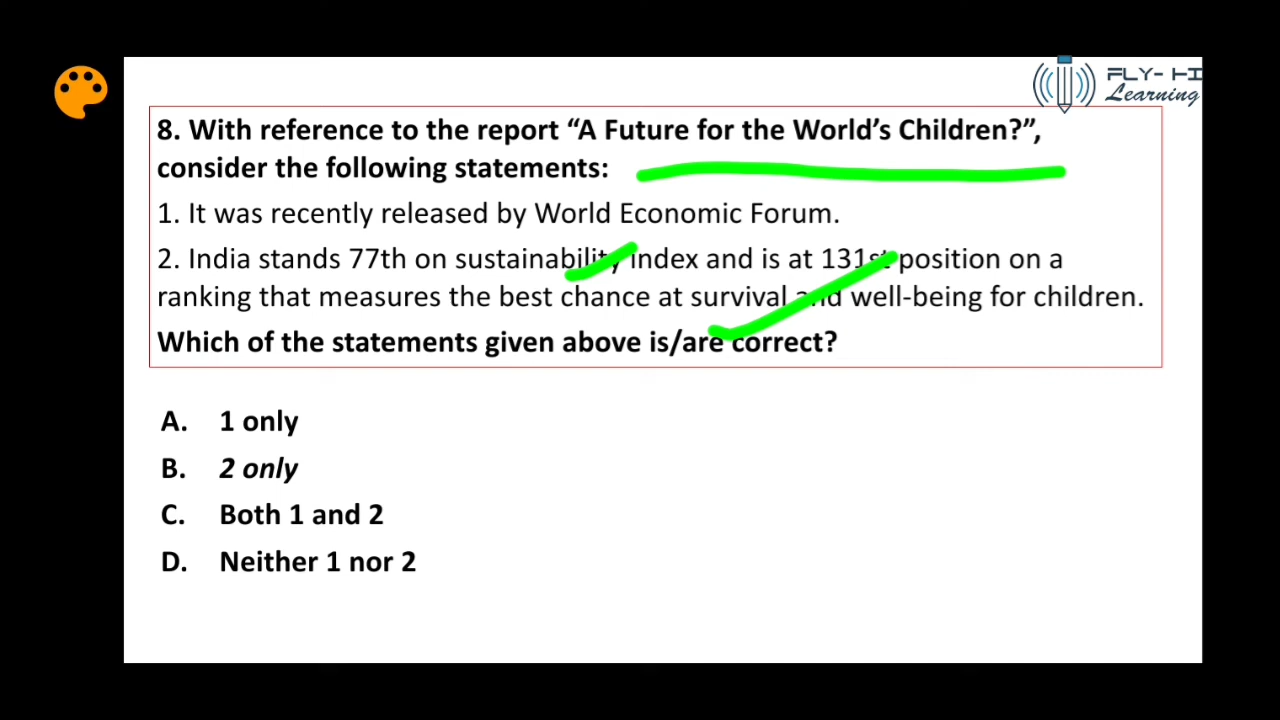 FLY-HI
Learning
8. With reference to the report “A Future for the World’s Children?”,
consider the following statements:
1. It was recently released by World Economic Forum.
2. India stands 77th on sustainability index and is at 131st position on a
ranking that measures the best chance at survival and well-being for children.
Which of the statements given above is/are correct?
A. 1 only
B. 2 only
C. Both 1 and 2
D. Neither 1 nor 2